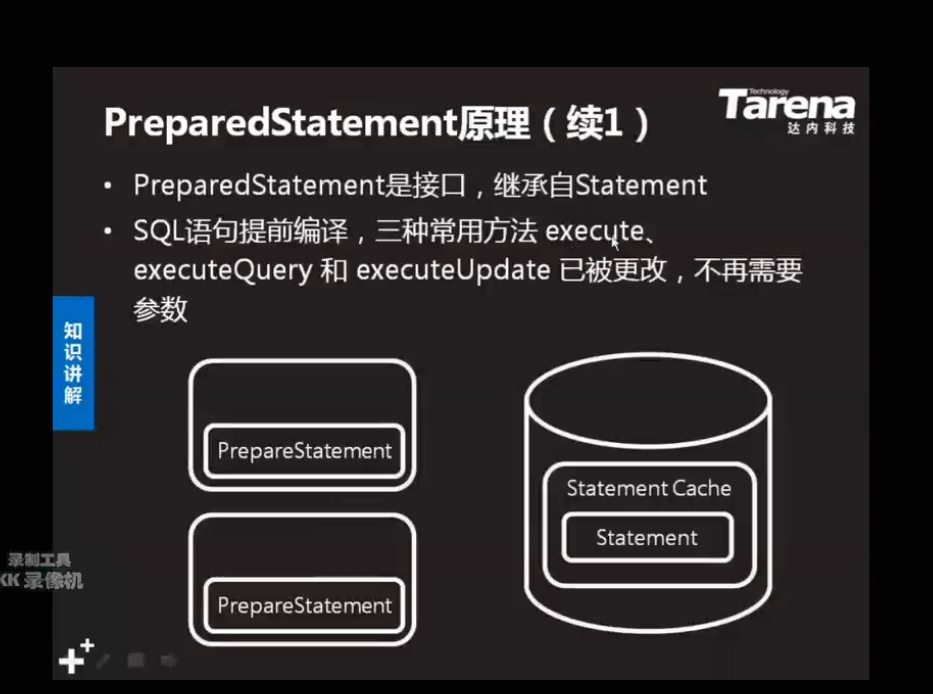 PreparedStatement原理（续1）
Technology
Tarena
达内科技
• PreparedStatement是接口，继承自Statement
• SQL语句提前编译，三种常用方法 execute、
executeQuery 和 executeUpdate 已被更改，不再需要
参数
知
识
讲
解
PrepareStatement
Statement Cache
Statement
PrepareStatement
录制工具
KK 录像机